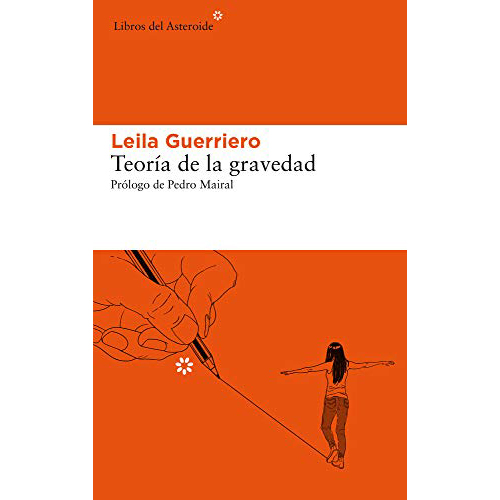 Libros del Asteroide
Leila Guerriero
Teoría de la gravedad
Prólogo de Pedro Mairal